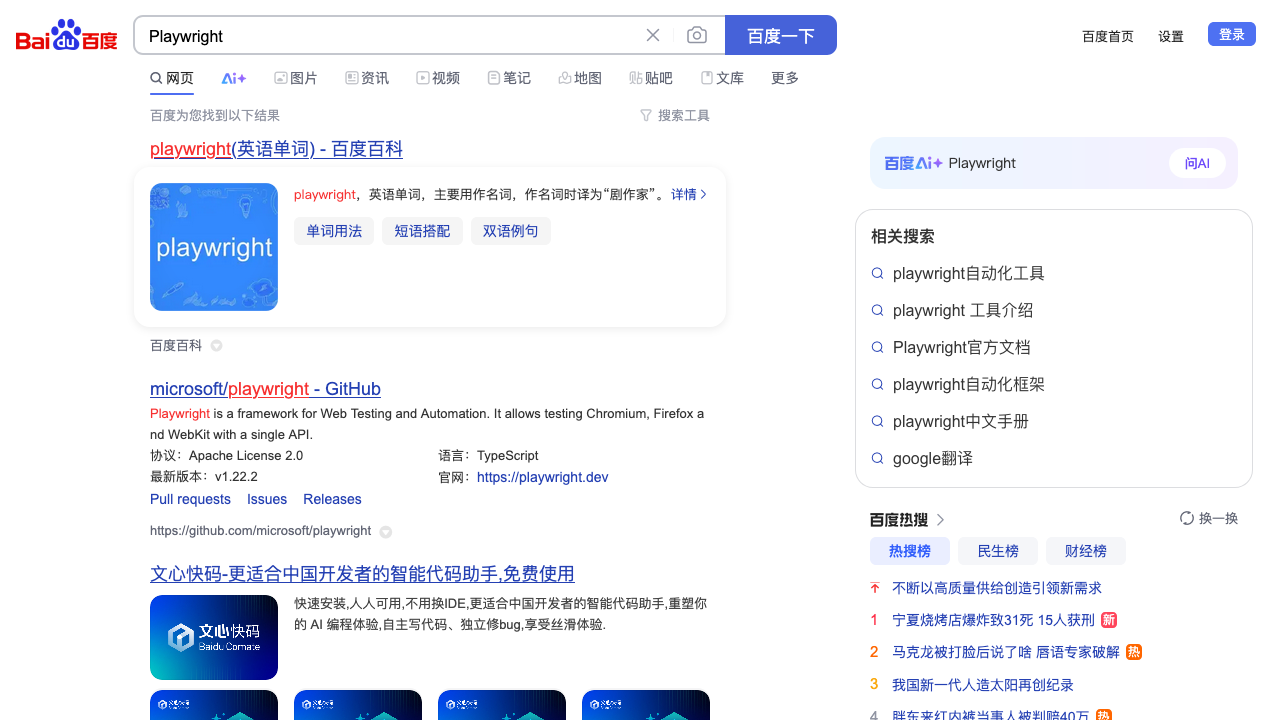 Bai du 百度
Playwright
百度一下
百度首页 设置 登录
网页 Ai+ 图片 资讯 视频 笔记 地图 贴吧 文库 更多
百度为您找到以下结果 搜索工具
playwright(英语单词) - 百度百科
playwright
playwright，英语单词，主要用作名词，作名词时译为“剧作家”。 详情
单词用法 短语搭配 双语例句
百度百科
microsoft/playwright - GitHub
Playwright is a framework for Web Testing and Automation. It allows testing Chromium, Firefox a
nd WebKit with a single API.
协议：Apache License 2.0 语言：TypeScript
最新版本：v1.22.2 官网：https://playwright.dev
Pull requests Issues Releases
https://github.com/microsoft/playwright
文心快码-更适合中国开发者的智能代码助手,免费使用
文心快码
Baidu Comate
快速安装,人人可用,不用换IDE,更适合中国开发者的智能代码助手,重塑你
的 AI 编程体验,自主写代码、独立修bug,享受丝滑体验.
百度Ai+ Playwright 问AI
相关搜索
playwright自动化工具
playwright 工具介绍
Playwright官方文档
playwright自动化框架
playwright中文手册
google翻译
百度热搜 换一换
热搜榜 民生榜 财经榜
不断以高质量供给创造引领新需求
1 宁夏烧烤店爆炸致31死 15人获刑 新
2 马克龙被打脸后说了啥 唇语专家破解 热
3 我国新一代人造太阳再创纪录
4 胖东来红内裤当事人被判赔40万 热